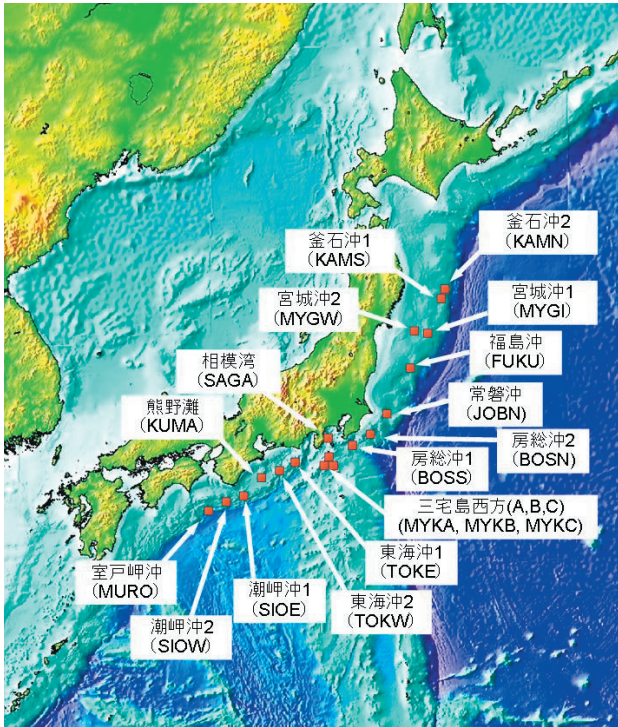 釜石沖2
(KAMN)
釜石沖1
(KAMS)
宮城沖2
(MYGW)
宮城沖1
(MYGI)
福島沖
(FUKU)
相模湾
(SAGA)
熊野灘
(KUMA)
常磐沖
(JOBN)
房総沖2
(BOSN)
房総沖1
(BOSS)
三宅島西方(A,B,C)
(MYKA, MYKB, MYKC)
東海沖1
(TOKE)
室戸岬沖
(MURO)
潮岬沖1
(SIOE)
東海沖2
(TOKW)
潮岬沖2
(SIOW)